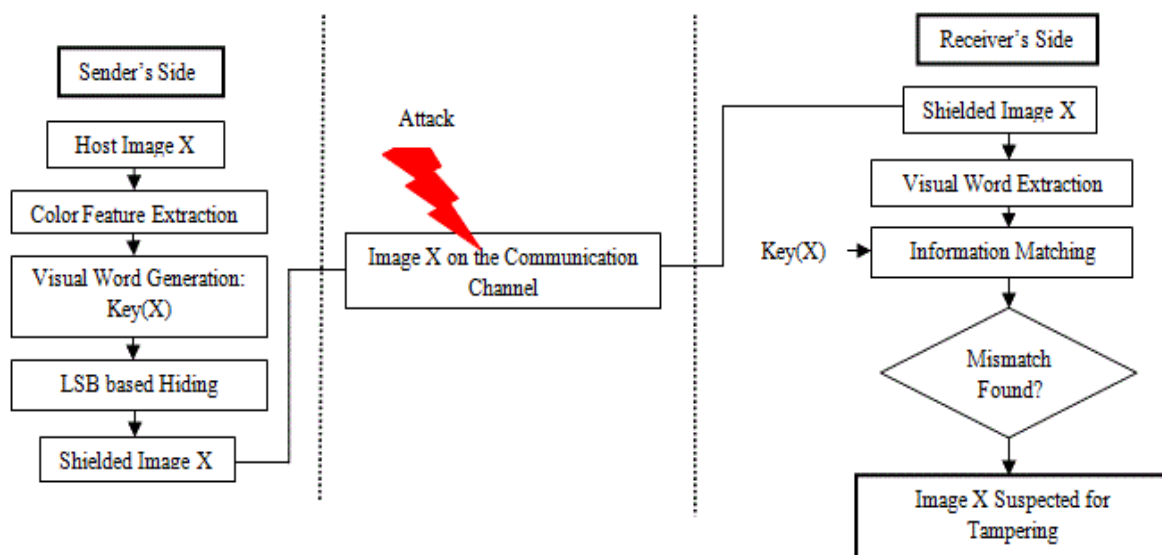 Sender's Side
Host Image X
Color Feature Extraction
Visual Word Generation:
Key(X)
LSB based Hiding
Shielded Image X
Attack
Image X on the Communication
Channel
Receiver's Side
Shielded Image X
Visual Word Extraction
Key(X)
Information Matching
Mismatch
Found?
Image X Suspected for
Tampering